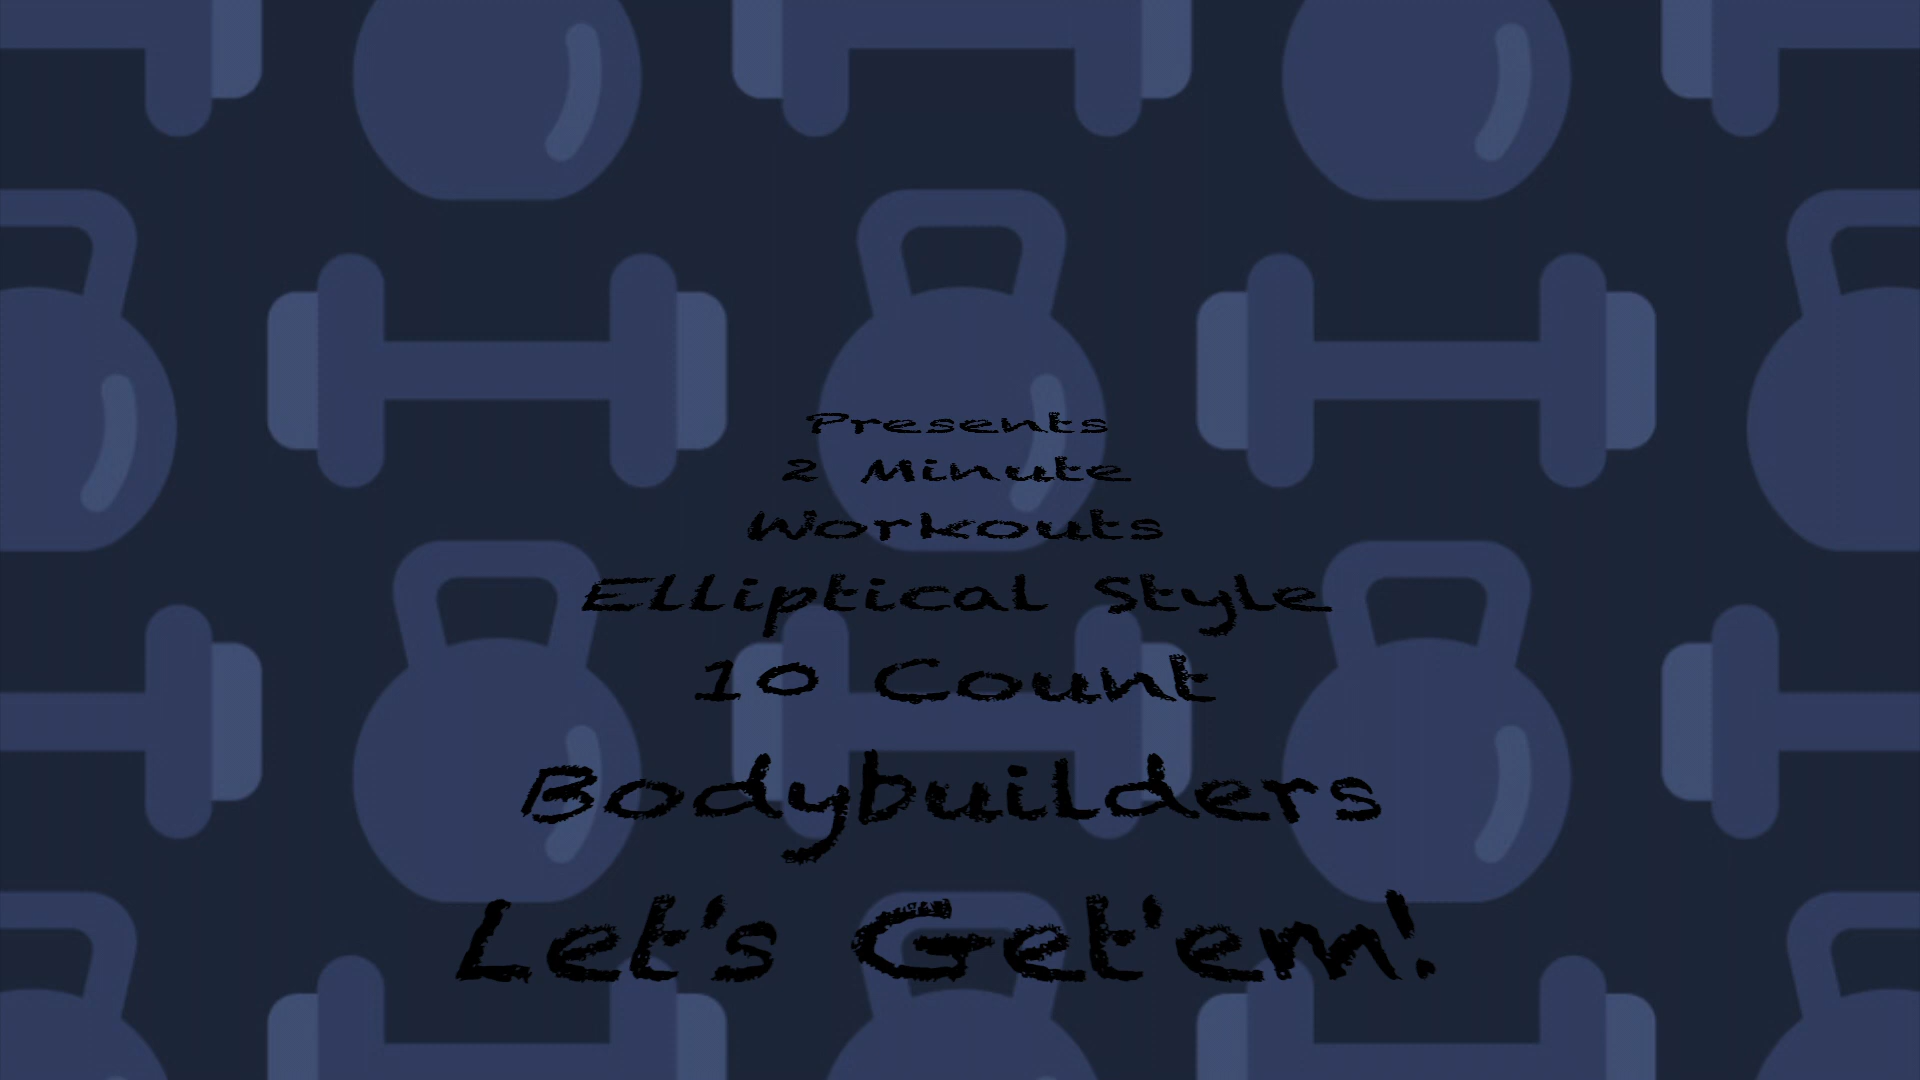 Presents
2 Minute
Workouts
Elliptical Style
10 Count
Bodybuilders
Let's Get'em!